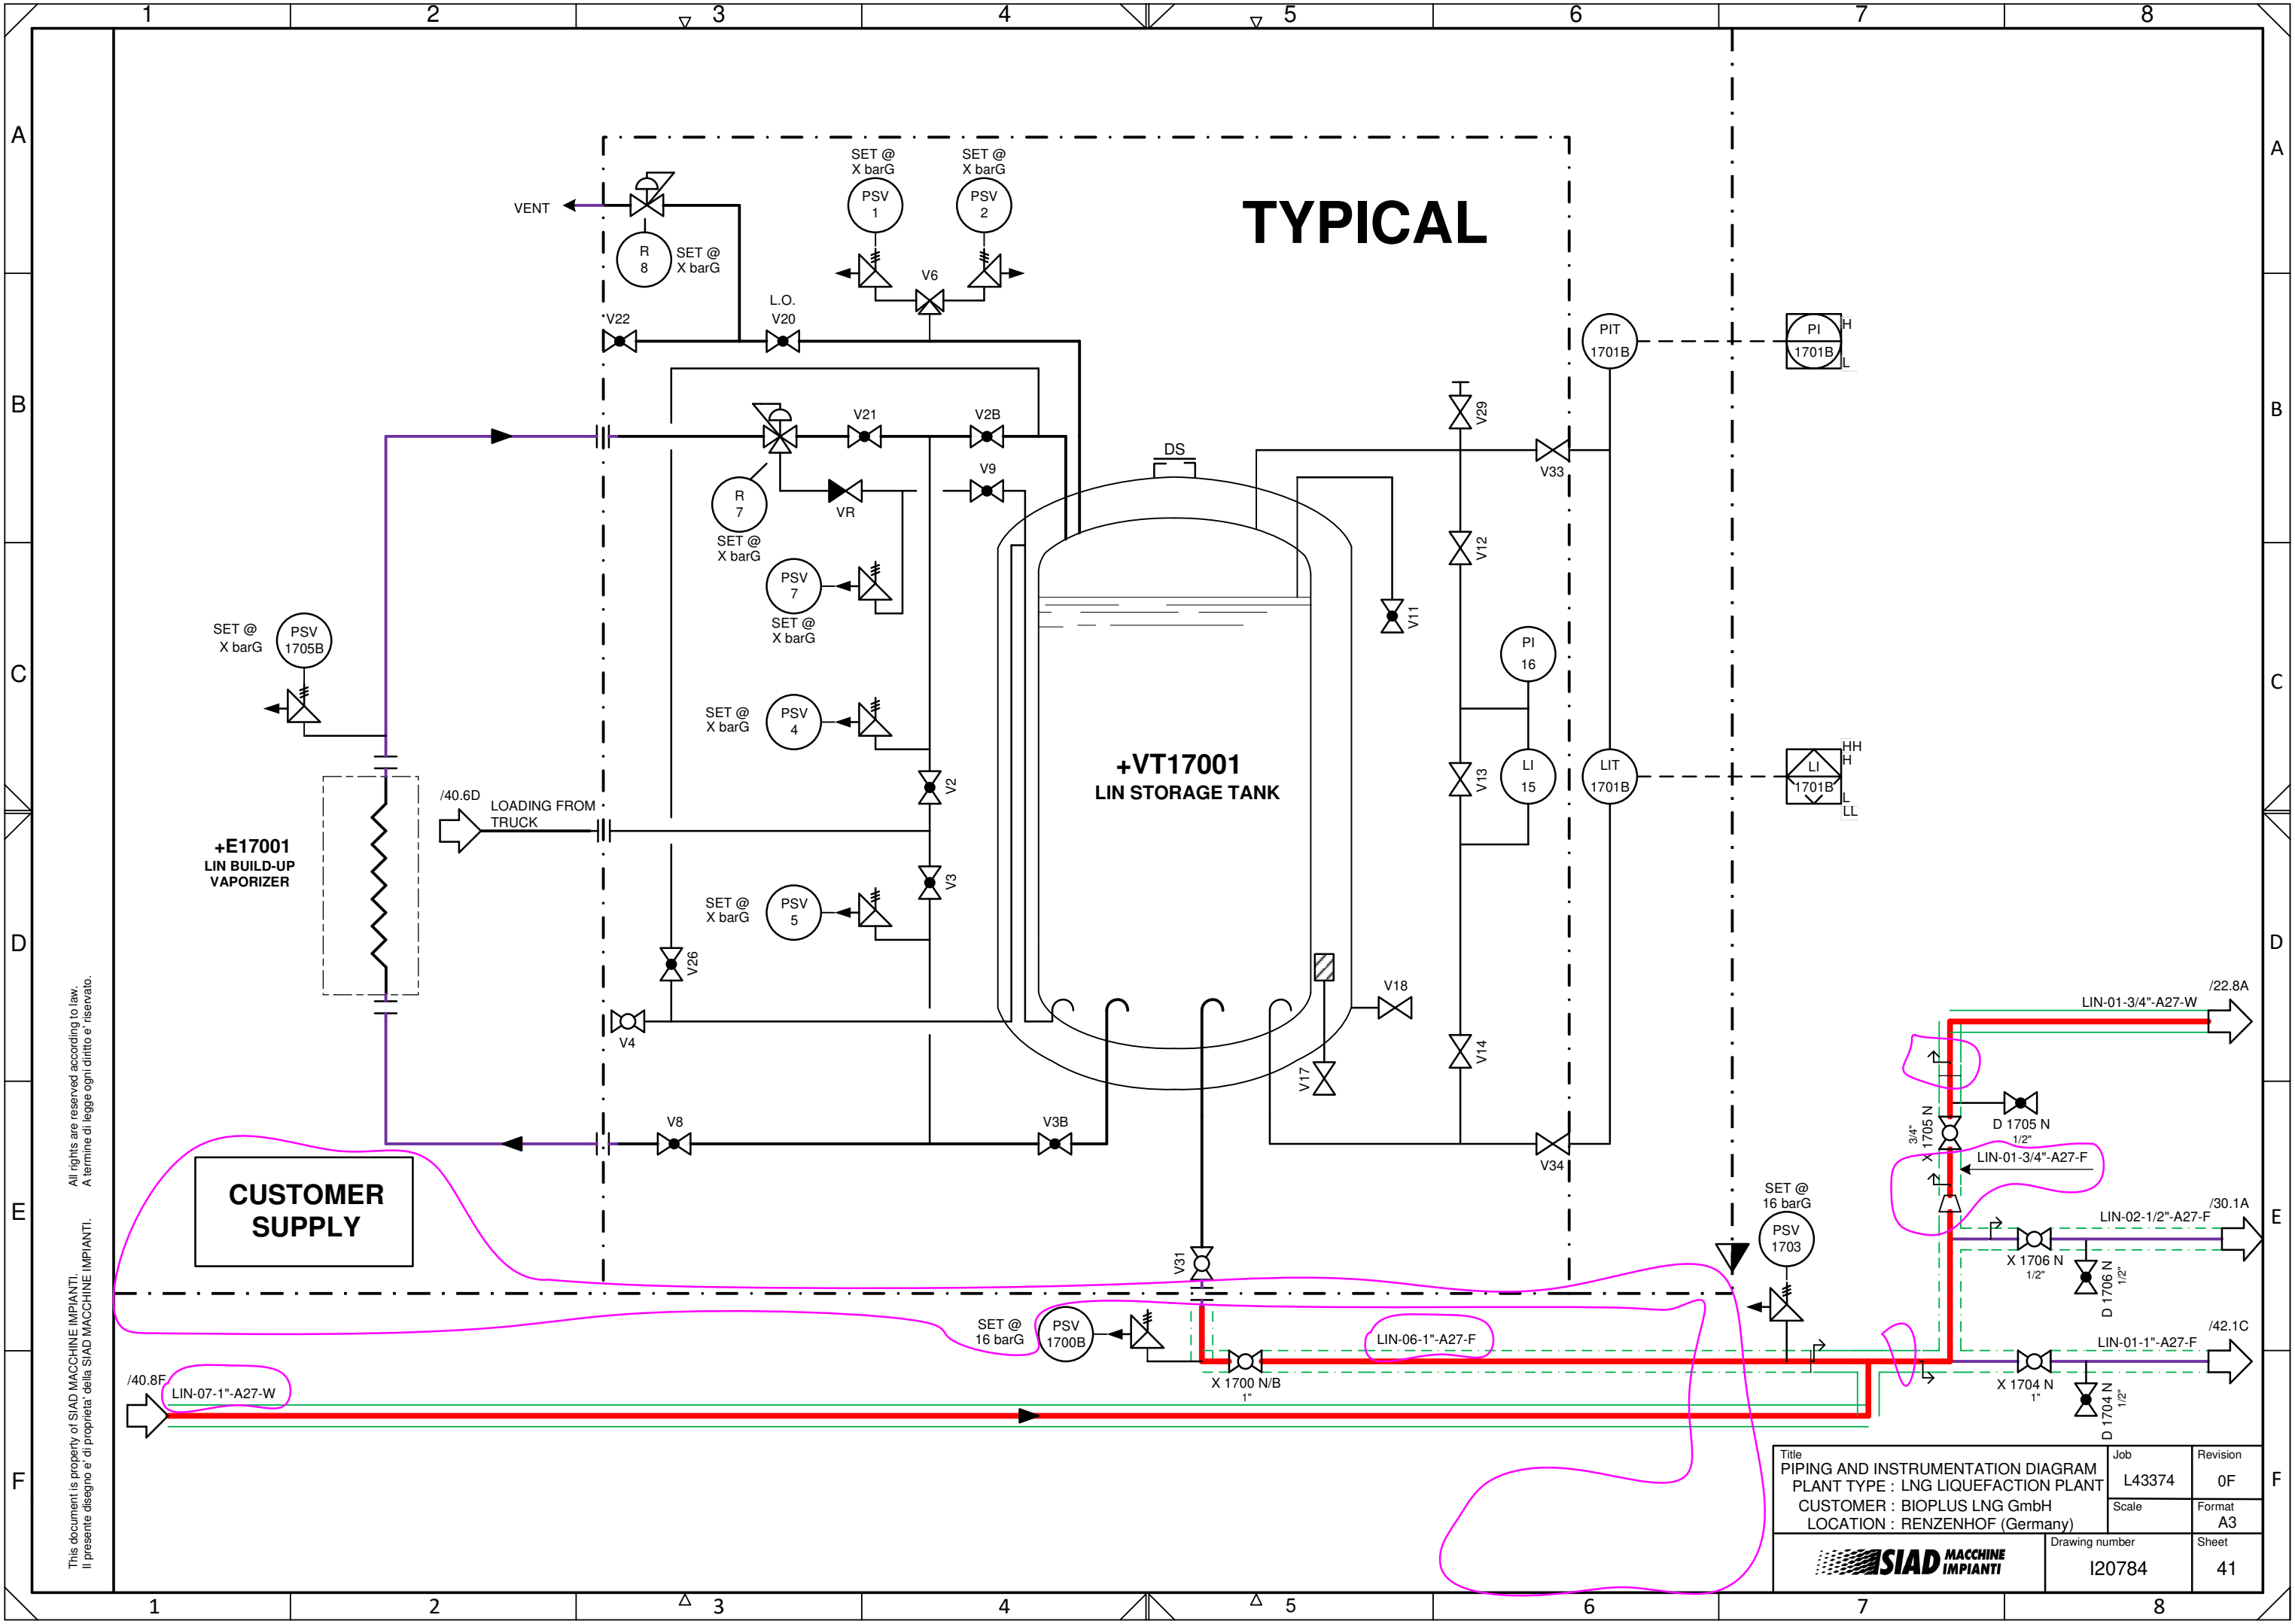 1 2 3 4 5 6 7 8
A A
B B
C C
D D
E E
F F
1 2 3 4 5 6 7 8
TYPICAL
VENT
R
8
SET @
X barG
SET @
X barG
PSV
1
SET @
X barG
PSV
2
V6
L.O.
V20
V22
V21
V2B
V9
VR
R
7
SET @
X barG
PSV
7
SET @
X barG
SET @
X barG
PSV
4
V2
V3
SET @
X barG
PSV
5
V26
V4
V8
V3B
SET @
X barG
PSV
1705B
+E17001
LIN BUILD-UP
VAPORIZER
/40.6D
LOADING FROM
TRUCK
DS
+VT17001
LIN STORAGE TANK
V11
V29
V12
V13
V14
V33
V34
V17
V18
V31
PI
16
LI
15
PIT
1701B
LIT
1701B
PI
1701B
H
L
LI
1701B
HH
H
L
LL
CUSTOMER
SUPPLY
/40.8F
LIN-07-1"-A27-W
SET @
16 barG
PSV
1700B
X 1700 N/B
1"
LIN-06-1"-A27-F
SET @
16 barG
PSV
1703
/22.8A
LIN-01-3/4"-A27-W
D 1705 N
1/2"
3/4"
X 1705 N
LIN-01-3/4"-A27-F
/30.1A
LIN-02-1/2"-A27-F
X 1706 N
1/2"
D 1706 N
1/2"
/42.1C
LIN-01-1"-A27-F
X 1704 N
1"
D 1704 N
1/2"
All rights are reserved according to law.
A termine di legge ogni diritto e' riservato.
This document is property of SIAD MACCHINE IMPIANTI.
Il presente disegno e' di proprieta' della SIAD MACCHINE IMPIANTI.
Title
PIPING AND INSTRUMENTATION DIAGRAM
PLANT TYPE : LNG LIQUEFACTION PLANT
CUSTOMER : BIOPLUS LNG GmbH
LOCATION : RENZENHOF (Germany)
Job
L43374
Revision
0F
Scale
Format
A3
SIAD MACCHINE
IMPIANTI
Drawing number
I20784
Sheet
41